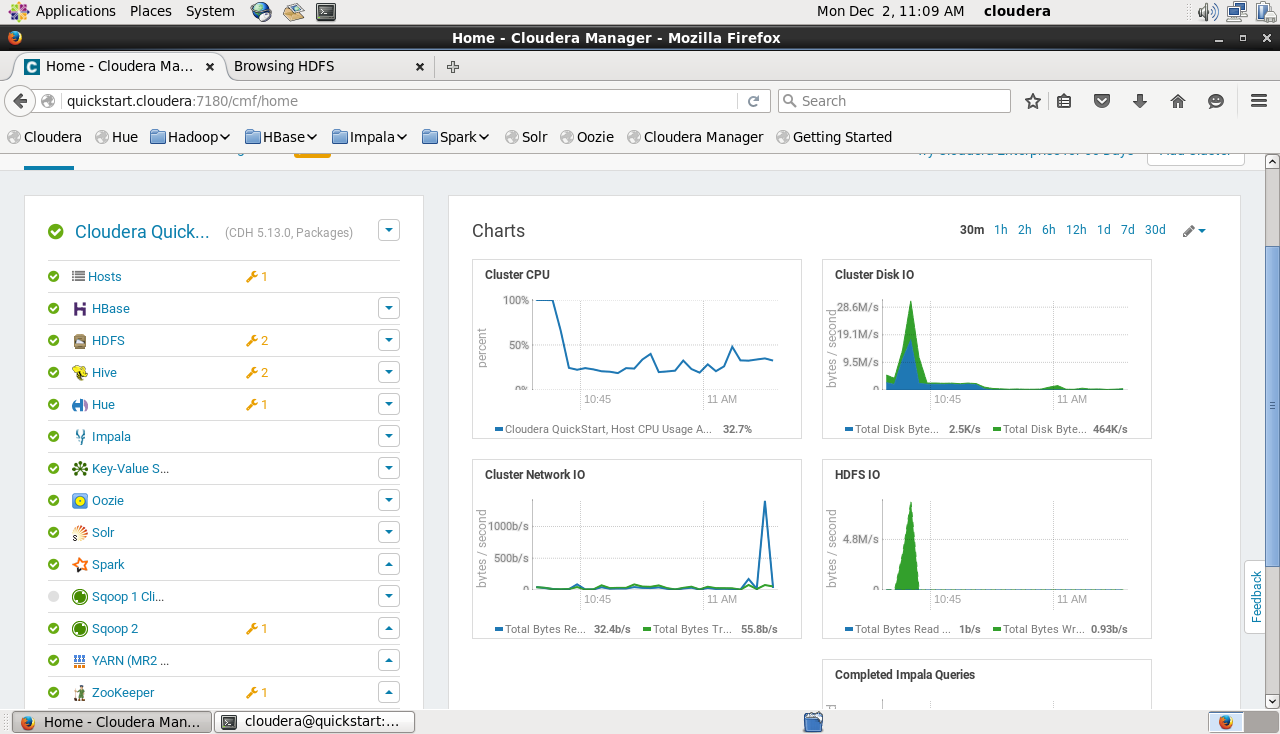 Applications Places System Mon Dec 2, 11:09 AM cloudera
Home - Cloudera Manager - Mozilla Firefox
Home - Cloudera Ma... Browsing HDFS
quickstart.cloudera:7180/cmf/home Search
Cloudera Hue Hadoop HBase Impala Spark Solr Oozie Cloudera Manager Getting Started
Cloudera Quick... (CDH 5.13.0, Packages)
Hosts 1
HBase
HDFS 2
Hive 2
Hue 1
Impala
Key-Value S...
Oozie
Solr
Spark
Sqoop 1 Cli...
Sqoop 2 1
YARN (MR2 ...
ZooKeeper 1
Charts 30m 1h 2h 6h 12h 1d 7d 30d
Cluster CPU
percent
100%
50%
0%
10:45 11 AM
Cloudera QuickStart, Host CPU Usage A... 32.7%
Cluster Disk IO
bytes / second
28.6M/s
19.1M/s
9.5M/s
0
10:45 11 AM
Total Disk Byte... 2.5K/s Total Disk Byte... 464K/s
Cluster Network IO
bytes / second
1000b/s
500b/s
0
10:45 11 AM
Total Bytes Re... 32.4b/s Total Bytes Tr... 55.8b/s
HDFS IO
bytes / second
4.8M/s
0
10:45 11 AM
Total Bytes Read ... 1b/s Total Bytes Wr... 0.93b/s
Completed Impala Queries
Feedback
Home - Cloudera Man... cloudera@quickstart:...